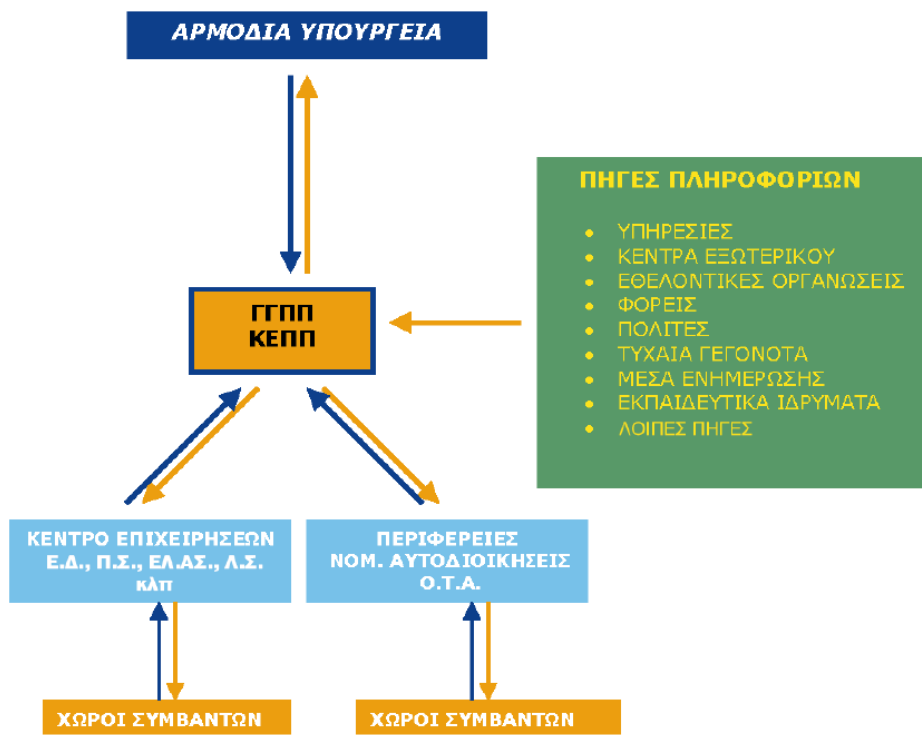 ΑΡΜΟΔΙΑ ΥΠΟΥΡΓΕΙΑ
ΠΗΓΕΣ ΠΛΗΡΟΦΟΡΙΩΝ
• ΥΠΗΡΕΣΙΕΣ
• ΚΕΝΤΡΑ ΕΞΩΤΕΡΙΚΟΥ
• ΕΘΕΛΟΝΤΙΚΕΣ ΟΡΓΑΝΩΣΕΙΣ
• ΦΟΡΕΙΣ
• ΠΟΛΙΤΕΣ
• ΤΥΧΑΙΑ ΓΕΓΟΝΟΤΑ
• ΜΕΣΑ ΕΝΗΜΕΡΩΣΗΣ
• ΕΚΠΑΙΔΕΥΤΙΚΑ ΙΔΡΥΜΑΤΑ
• ΛΟΙΠΕΣ ΠΗΓΕΣ
ΓΓΠΠ
ΚΕΠΠ
ΚΕΝΤΡΟ ΕΠΙΧΕΙΡΗΣΕΩΝ
Ε.Δ., Π.Σ., ΕΛ.ΑΣ., Λ.Σ.
κλπ
ΠΕΡΙΦΕΡΕΙΕΣ
ΝΟΜ. ΑΥΤΟΔΙΟΙΚΗΣΕΙΣ
Ο.Τ.Α.
ΧΩΡΟΙ ΣΥΜΒΑΝΤΩΝ
ΧΩΡΟΙ ΣΥΜΒΑΝΤΩΝ